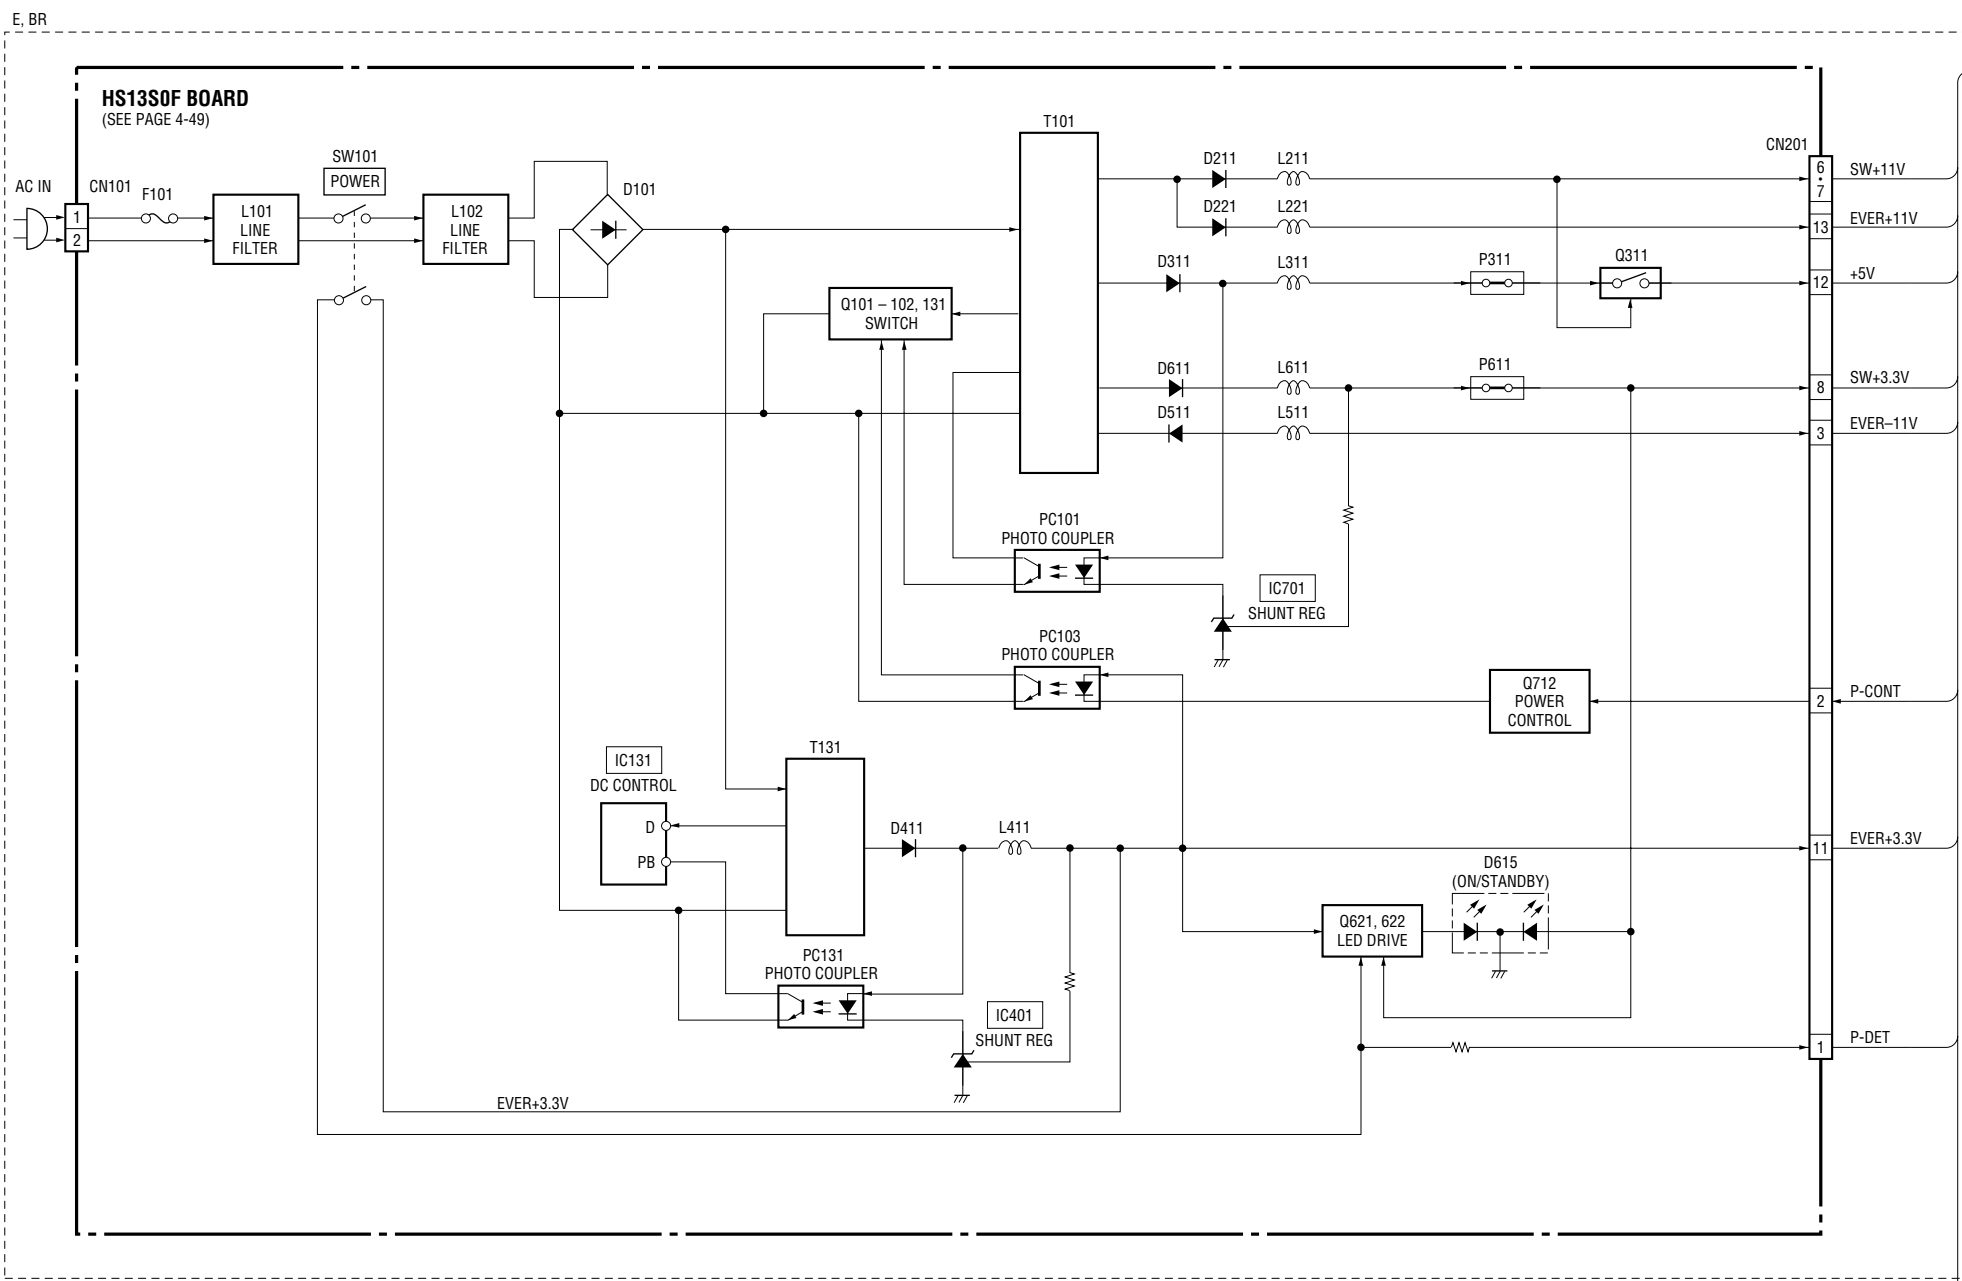 E, BR
HS13S0F BOARD
(SEE PAGE 4-49)
AC IN
CN101
1
2
F101
L101
LINE
FILTER
SW101
POWER
L102
LINE
FILTER
D101
T101
Q101 – 102, 131
SWITCH
D211
L211
D221
L221
D311
L311
P311
Q311
D611
L611
P611
D511
L511
CN201
6
7
SW+11V
13
EVER+11V
12
+5V
8
SW+3.3V
3
EVER–11V
PC101
PHOTO COUPLER
IC701
SHUNT REG
PC103
PHOTO COUPLER
Q712
POWER
CONTROL
2
P-CONT
IC131
DC CONTROL
D
PB
T131
D411
L411
11
EVER+3.3V
D615
(ON/STANDBY)
Q621, 622
LED DRIVE
PC131
PHOTO COUPLER
IC401
SHUNT REG
1
P-DET
EVER+3.3V